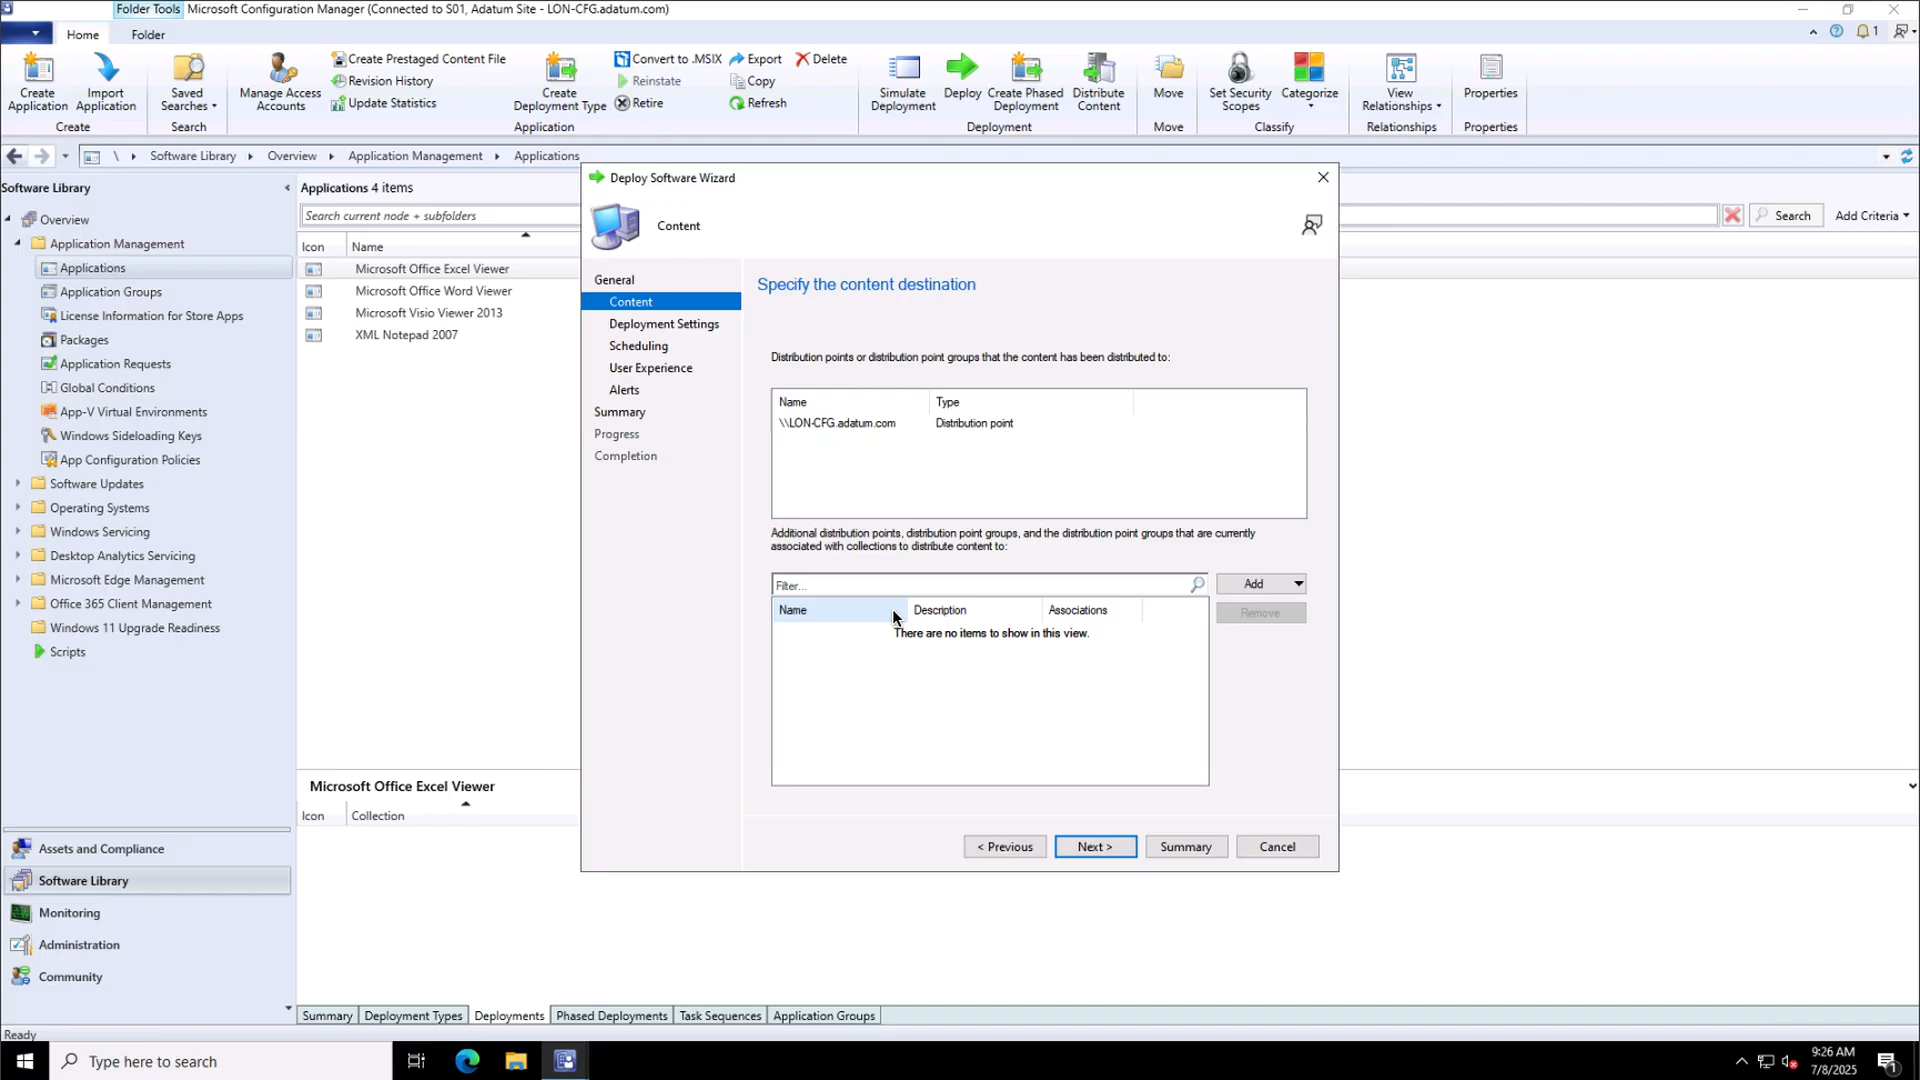 Folder Tools Microsoft Configuration Manager (Connected to S01, Adatum Site - LON-CFG.adatum.com)
Home Folder
1
Create Application
Import Application
Create
Saved Searches
Search
Manage Access Accounts
Create Prestaged Content File
Revision History
Update Statistics
Create Deployment Type
Convert to .MSIX
Reinstate
Retire
Export
Copy
Refresh
Delete
Application
Simulate Deployment
Deploy
Create Phased Deployment
Distribute Content
Deployment
Move
Move
Set Security Scopes
Categorize
Classify
View Relationships
Relationships
Properties
Properties
\ Software Library Overview Application Management Applications
Software Library
Overview
Application Management
Applications
Application Groups
License Information for Store Apps
Packages
Application Requests
Global Conditions
App-V Virtual Environments
Windows Sideloading Keys
App Configuration Policies
Software Updates
Operating Systems
Windows Servicing
Desktop Analytics Servicing
Microsoft Edge Management
Office 365 Client Management
Windows 11 Upgrade Readiness
Scripts
Assets and Compliance
Software Library
Monitoring
Administration
Community
Applications 4 items
Search current node + subfolders
Search
Add Criteria
Icon Name
Microsoft Office Excel Viewer
Microsoft Office Word Viewer
Microsoft Visio Viewer 2013
XML Notepad 2007
Microsoft Office Excel Viewer
Icon Collection
Summary Deployment Types Deployments Phased Deployments Task Sequences Application Groups
Deploy Software Wizard
Content
General
Content
Deployment Settings
Scheduling
User Experience
Alerts
Summary
Progress
Completion
Specify the content destination
Distribution points or distribution point groups that the content has been distributed to:
Name Type
\\LON-CFG.adatum.com Distribution point
Additional distribution points, distribution point groups, and the distribution point groups that are currently
associated with collections to distribute content to:
Filter...
Add
Remove
Name Description Associations
There are no items to show in this view.
< Previous Next > Summary Cancel
Ready
Type here to search
9:26 AM
7/8/2025
1